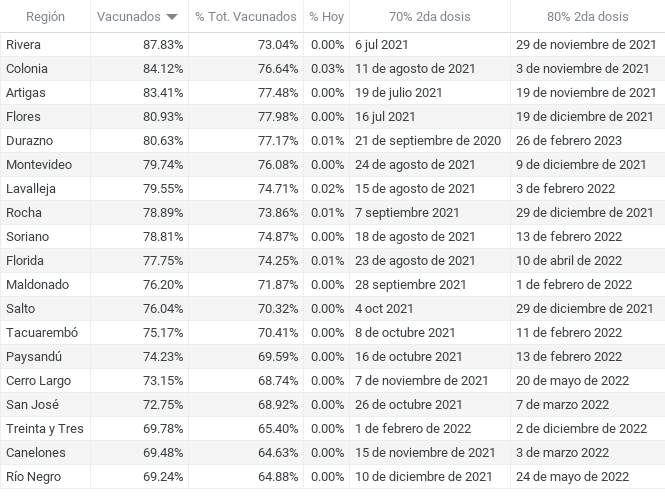 Región Vacunados % Tot. Vacunados % Hoy 70% 2da dosis 80% 2da dosis
Rivera 87.83% 73.04% 0.00% 6 jul 2021 29 de noviembre de 2021
Colonia 84.12% 76.64% 0.03% 11 de agosto de 2021 3 de noviembre de 2021
Artigas 83.41% 77.48% 0.00% 19 de julio 2021 19 de noviembre de 2021
Flores 80.93% 77.98% 0.00% 16 jul 2021 19 de diciembre de 2021
Durazno 80.63% 77.17% 0.01% 21 de septiembre de 2020 26 de febrero 2023
Montevideo 79.74% 76.08% 0.00% 24 de agosto de 2021 9 de diciembre de 2021
Lavalleja 79.55% 74.71% 0.02% 15 de agosto de 2021 3 de febrero 2022
Rocha 78.89% 73.86% 0.01% 7 septiembre 2021 29 de diciembre de 2021
Soriano 78.81% 74.87% 0.00% 18 de agosto de 2021 13 de febrero 2022
Florida 77.75% 74.25% 0.01% 23 de agosto de 2021 10 de abril de 2022
Maldonado 76.20% 71.87% 0.00% 28 septiembre 2021 1 de febrero de 2022
Salto 76.04% 70.32% 0.00% 4 oct 2021 29 de diciembre de 2021
Tacuarembó 75.17% 70.41% 0.00% 8 de octubre 2021 11 de febrero 2022
Paysandú 74.23% 69.59% 0.00% 16 de octubre 2021 13 de febrero 2022
Cerro Largo 73.15% 68.74% 0.00% 7 de noviembre de 2021 20 de mayo de 2022
San José 72.75% 68.92% 0.00% 26 de octubre 2021 7 de marzo 2022
Treinta y Tres 69.78% 65.40% 0.00% 1 de febrero de 2022 2 de diciembre de 2022
Canelones 69.48% 64.63% 0.00% 15 de noviembre de 2021 3 de marzo 2022
Río Negro 69.24% 64.88% 0.00% 10 de diciembre de 2021 24 de mayo de 2022